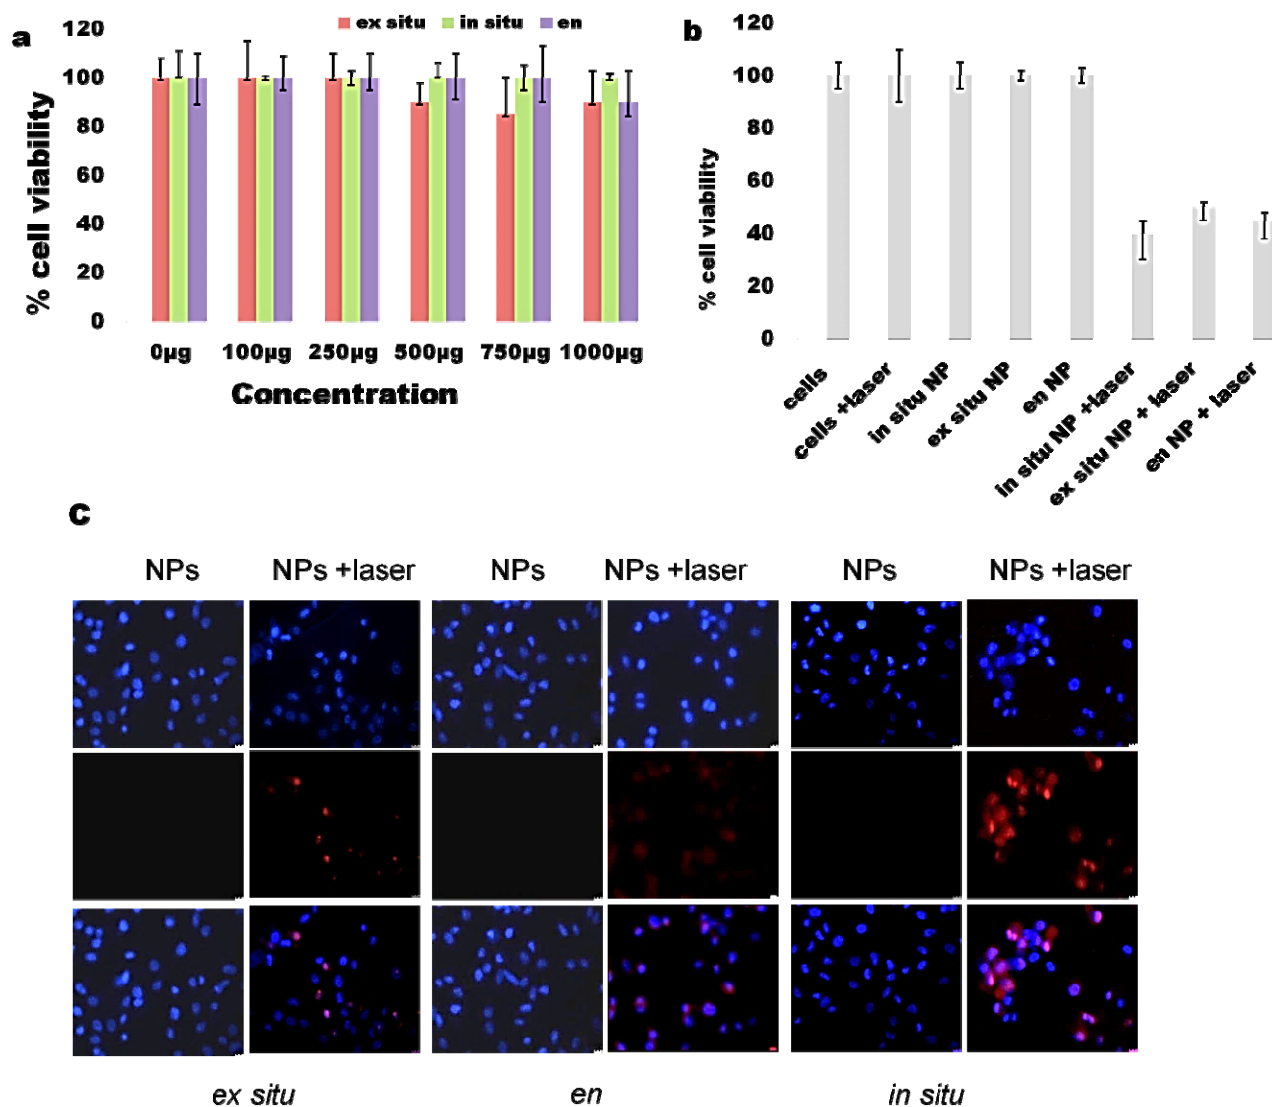 a
ex situ in situ en
% cell viability
120
100
80
60
40
20
0
0µg 100µg 250µg 500µg 750µg 1000µg
Concentration
b
% cell viability
120
100
80
60
40
20
0
cells
cells +laser
in situ NP
ex situ NP
en NP
in situ NP +laser
ex situ NP + laser
en NP + laser
C
NPs NPs +laser NPs NPs +laser NPs NPs +laser
ex situ en in situ